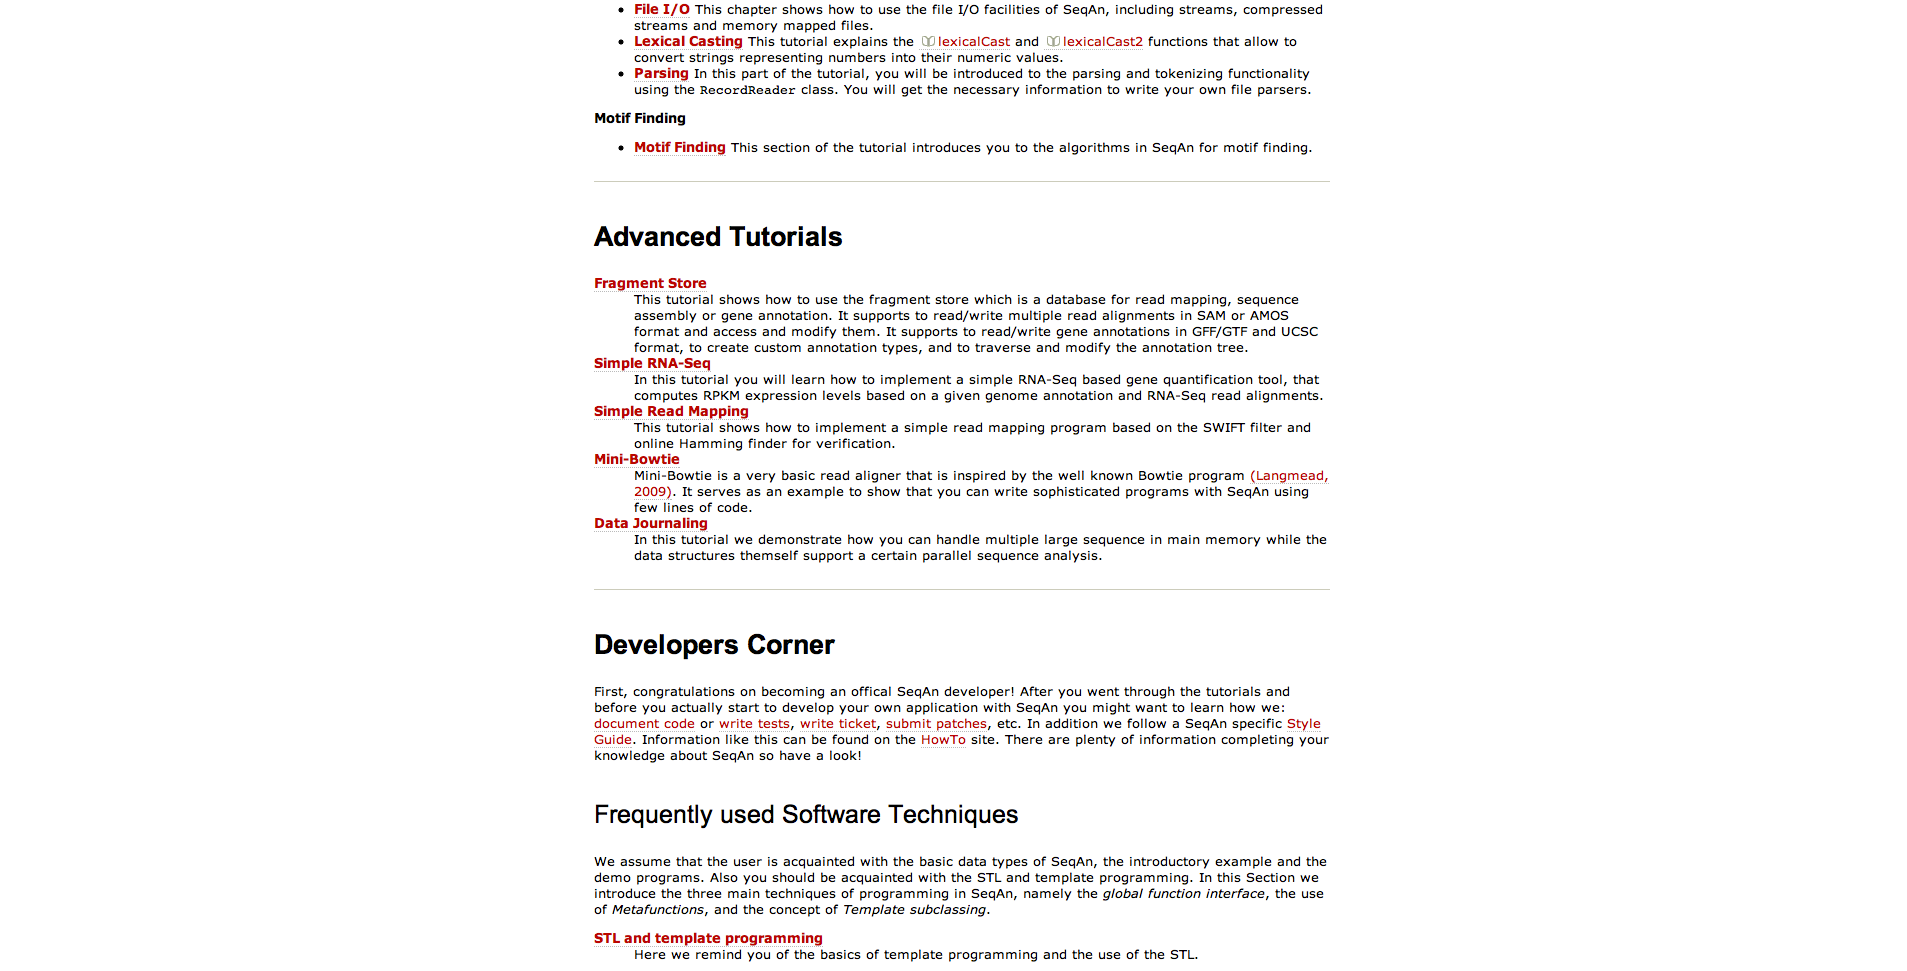 • File I/O This chapter shows how to use the file I/O facilities of SeqAn, including streams, compressed
streams and memory mapped files.
• Lexical Casting This tutorial explains the lexicalCast and lexicalCast2 functions that allow to
convert strings representing numbers into their numeric values.
• Parsing In this part of the tutorial, you will be introduced to the parsing and tokenizing functionality
using the RecordReader class. You will get the necessary information to write your own file parsers.
Motif Finding
• Motif Finding This section of the tutorial introduces you to the algorithms in SeqAn for motif finding.
Advanced Tutorials
Fragment Store
This tutorial shows how to use the fragment store which is a database for read mapping, sequence
assembly or gene annotation. It supports to read/write multiple read alignments in SAM or AMOS
format and access and modify them. It supports to read/write gene annotations in GFF/GTF and UCSC
format, to create custom annotation types, and to traverse and modify the annotation tree.
Simple RNA-Seq
In this tutorial you will learn how to implement a simple RNA-Seq based gene quantification tool, that
computes RPKM expression levels based on a given genome annotation and RNA-Seq read alignments.
Simple Read Mapping
This tutorial shows how to implement a simple read mapping program based on the SWIFT filter and
online Hamming finder for verification.
Mini-Bowtie
Mini-Bowtie is a very basic read aligner that is inspired by the well known Bowtie program (Langmead,
2009). It serves as an example to show that you can write sophisticated programs with SeqAn using
few lines of code.
Data Journaling
In this tutorial we demonstrate how you can handle multiple large sequence in main memory while the
data structures themself support a certain parallel sequence analysis.
Developers Corner
First, congratulations on becoming an offical SeqAn developer! After you went through the tutorials and
before you actually start to develop your own application with SeqAn you might want to learn how we:
document code or write tests, write ticket, submit patches, etc. In addition we follow a SeqAn specific Style
Guide. Information like this can be found on the HowTo site. There are plenty of information completing your
knowledge about SeqAn so have a look!
Frequently used Software Techniques
We assume that the user is acquainted with the basic data types of SeqAn, the introductory example and the
demo programs. Also you should be acquainted with the STL and template programming. In this Section we
introduce the three main techniques of programming in SeqAn, namely the global function interface, the use
of Metafunctions, and the concept of Template subclassing.
STL and template programming
Here we remind you of the basics of template programming and the use of the STL.